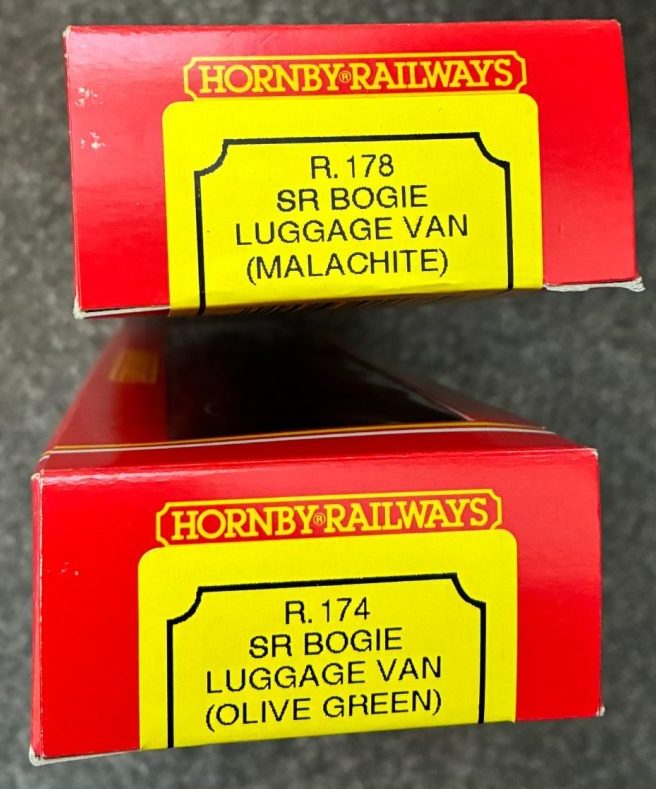 HORNBY® RAILWAYS
R. 178
SR BOGIE
LUGGAGE VAN
(MALACHITE)
HORNBY® RAILWAYS
R. 174
SR BOGIE
LUGGAGE VAN
(OLIVE GREEN)